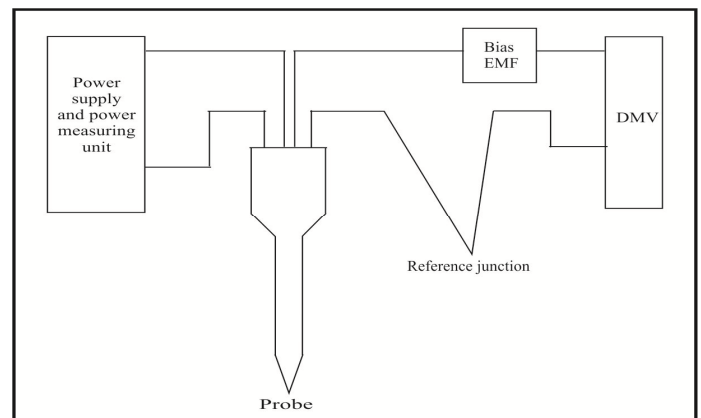 Power
supply
and power
measuring
unit
Bias
EMF
DMV
Reference junction
Probe